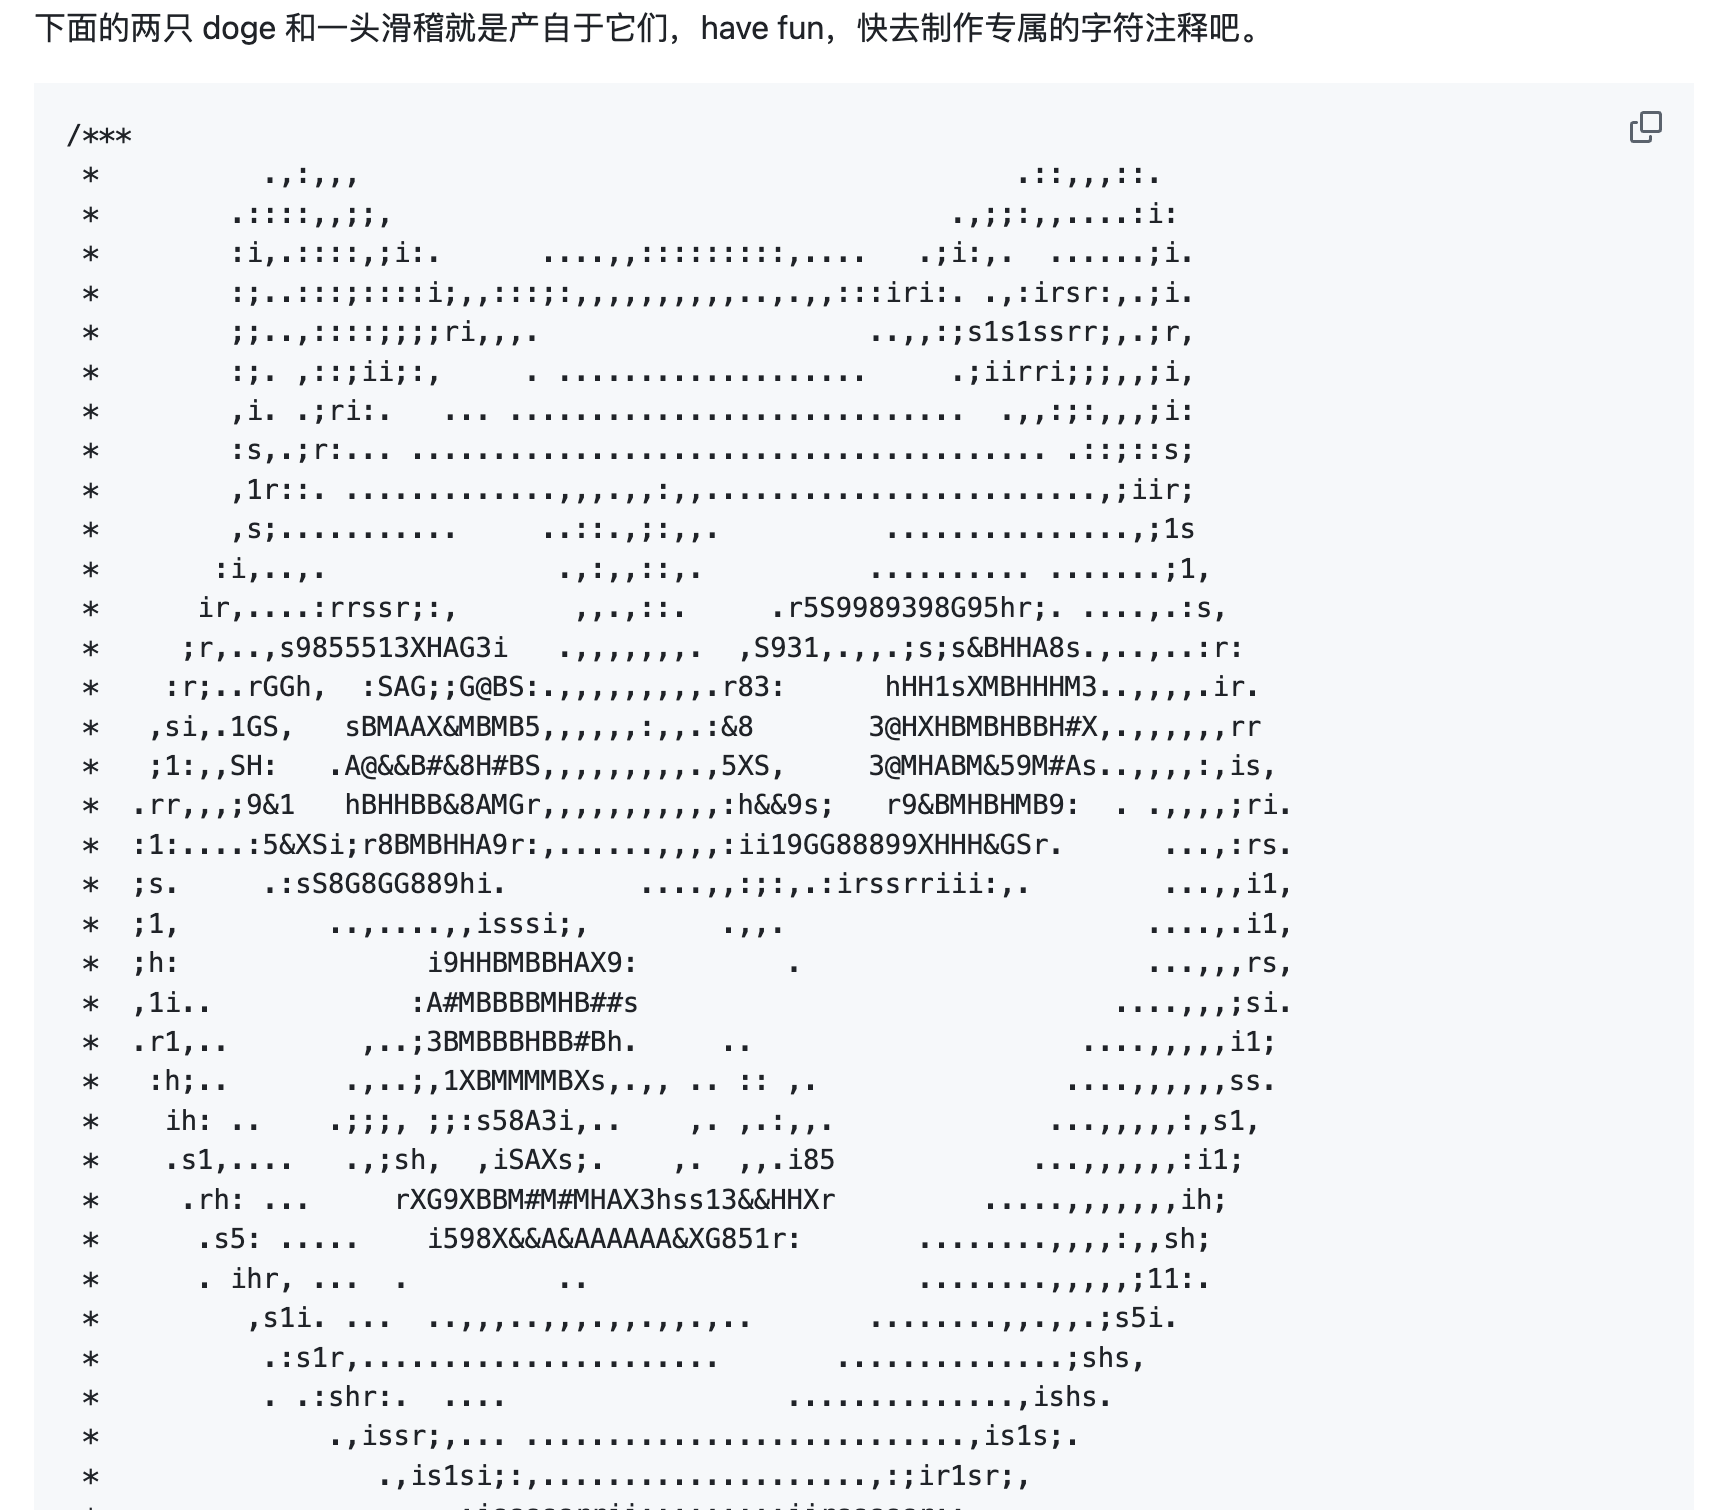 下面的两只 doge 和一头滑稽就是产自于它们，have fun，快去制作专属的字符注释吧。
/***
 *          .,:,,,                                        .::,,,::.
 *        .::::,,;;,                                  .,;;:,,....:i:
 *        :i,.::::,;i:.      ....,,:::::::::,....   .;i:,.  ......;i.
 *        :;..:::;::::i;,,:::;:,,,,,,,,,,..,.,,:::iri:. .,:irsr:,.;i.
 *        ;;..,::::;;;;ri,,,.                    ..,,:;s1s1ssrr;,.;r,
 *        :;. ,::;ii;:,     . ...................     .;iirri;;;,,;i,
 *        ,i. .;ri:.   ... ............................  .,,:;:,,,;i:
 *        :s,.;r:... ....................................... .::;::s;
 *        ,1r::. .............,,,.,,:,,........................,;iir;
 *        ,s;...........     ..::.,;:,,.          ...............,;1s
 *       :i,..,.              .,:,,::,.          .......... .......;1,
 *      ir,....:rrssr;:,       ,,.,::.     .r5S9989398G95hr;. ....,.:s,
 *     ;r,..,s9855513XHAG3i   .,,,,,,,.  ,S931,.,,.;s;s&BHHA8s.,..,..:r:
 *    :r;..rGGh,  :SAG;;G@BS:.,,,,,,,,,.r83:      hHH1sXMBHHHM3..,,,,.ir.
 *   ,si,.1GS,   sBMAAX&MBMB5,,,,,,:,,.:&8       3@HXHBMBHBBH#X,.,,,,,,rr
 *   ;1:,,SH:   .A@&&B#&8H#BS,,,,,,,,,.,5XS,     3@MHABM&59M#As..,,,,:,is,
 *  .rr,,,;9&1   hBHHBB&8AMGr,,,,,,,,,,,:h&&9s;   r9&BMHBHMB9:  . .,,,,;ri.
 *  :1:....:5&XSi;r8BMBHHA9r:,......,,,,:ii19GG88899XHHH&GSr.      ...,:rs.
 *  ;s.     .:sS8G8GG889hi.        ....,,:;:,.:irssrriii:,.        ...,,i1,
 *  ;1,         ..,....,,isssi;,        .,,.                      ....,.i1,
 *  ;h:               i9HHBMBBHAX9:         .                     ...,,,rs,
 *  ,1i..            :A#MBBBBMHB##s                             ....,,,;si.
 *  .r1,..        ,..;3BMBBBHBB#Bh.     ..                    ....,,,,,i1;
 *   :h;..       .,..;,1XBMMMMBXs,.,, .. :: ,.               ....,,,,,,ss.
 *    ih: ..    .;;;, ;;:s58A3i,..    ,. ,.:,,.             ...,,,,,:,s1,
 *    .s1,....   .,;sh,  ,iSAXs;.    ,.  ,,.i85            ...,,,,,,:i1;
 *     .rh: ...     rXG9XBBM#M#MHAX3hss13&&HHXr         .....,,,,,,,ih;
 *      .s5: .....    i598X&&A&AAAAAA&XG851r:       ........,,,,:,,sh;
 *      . ihr, ...  .         ..                    ........,,,,,;11:.
 *         ,s1i. ...  ..,,,..,,,.,,.,,.,..       ........,,.,,.;s5i.
 *          .:s1r,......................       ..............;shs,
 *          . .:shr:.  ....                 ..............,ishs.
 *              .,issr;,... ...........................,is1s;.
 *                 .,is1si;:,....................,:;ir1sr;,